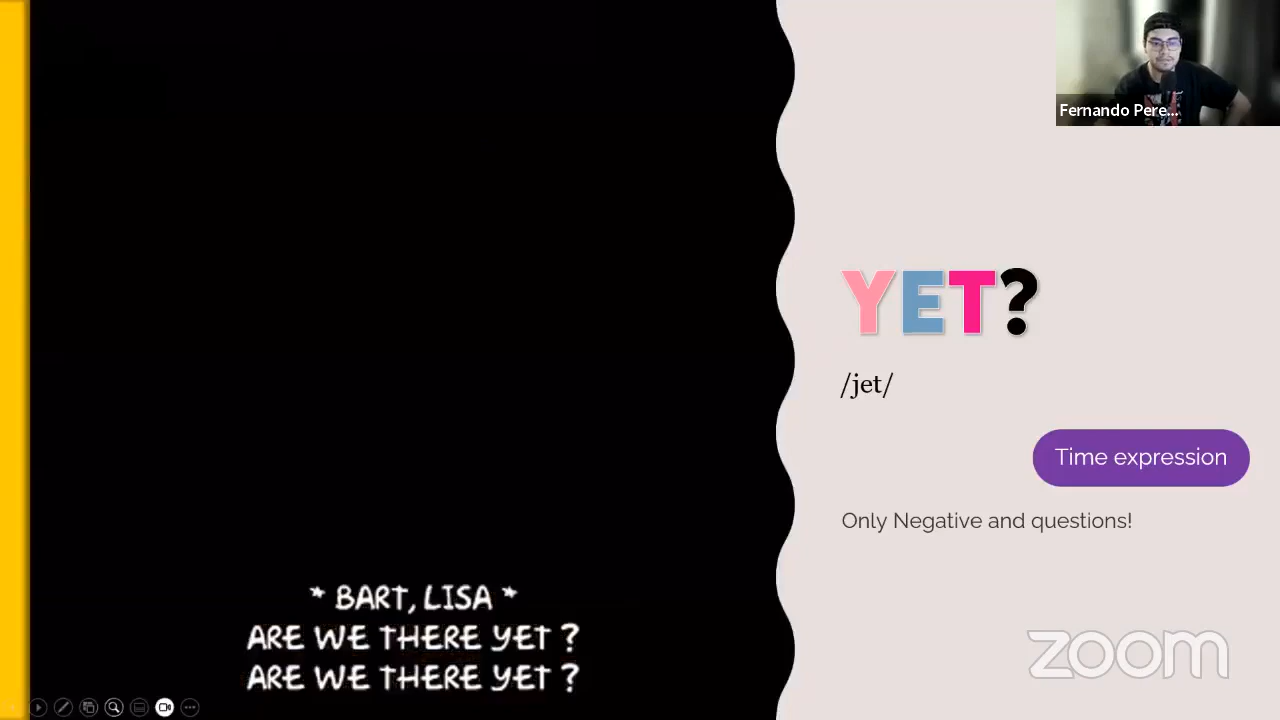 Fernando Pere...
YET?
/jet/
Time expression
Only Negative and questions!
* BART, LISA *
ARE WE THERE YET ?
ARE WE THERE YET ?
zoom